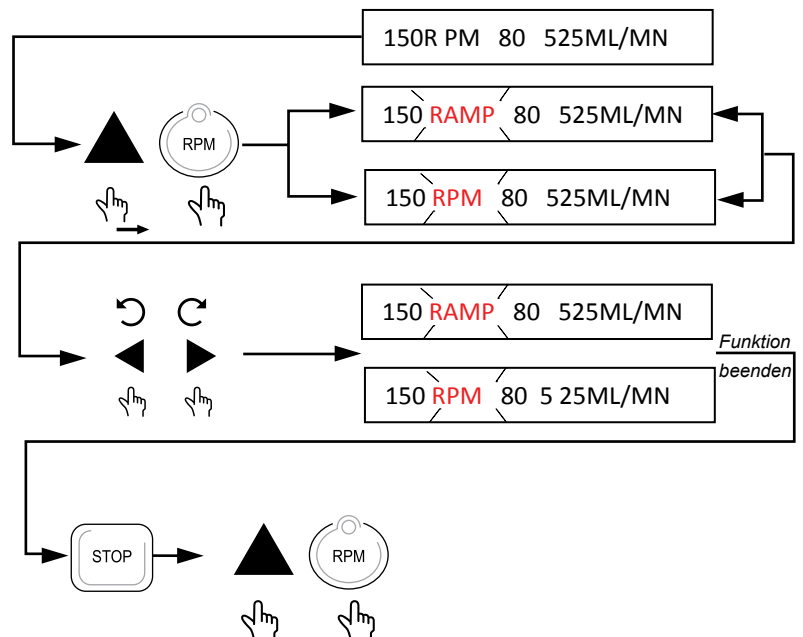 150R PM 80 525ML/MN
150 RAMP 80 525ML/MN
RPM
150 RPM 80 525ML/MN
150 RAMP 80 525ML/MN
Funktion
beenden
150 RPM 80 5 25ML/MN
STOP
RPM